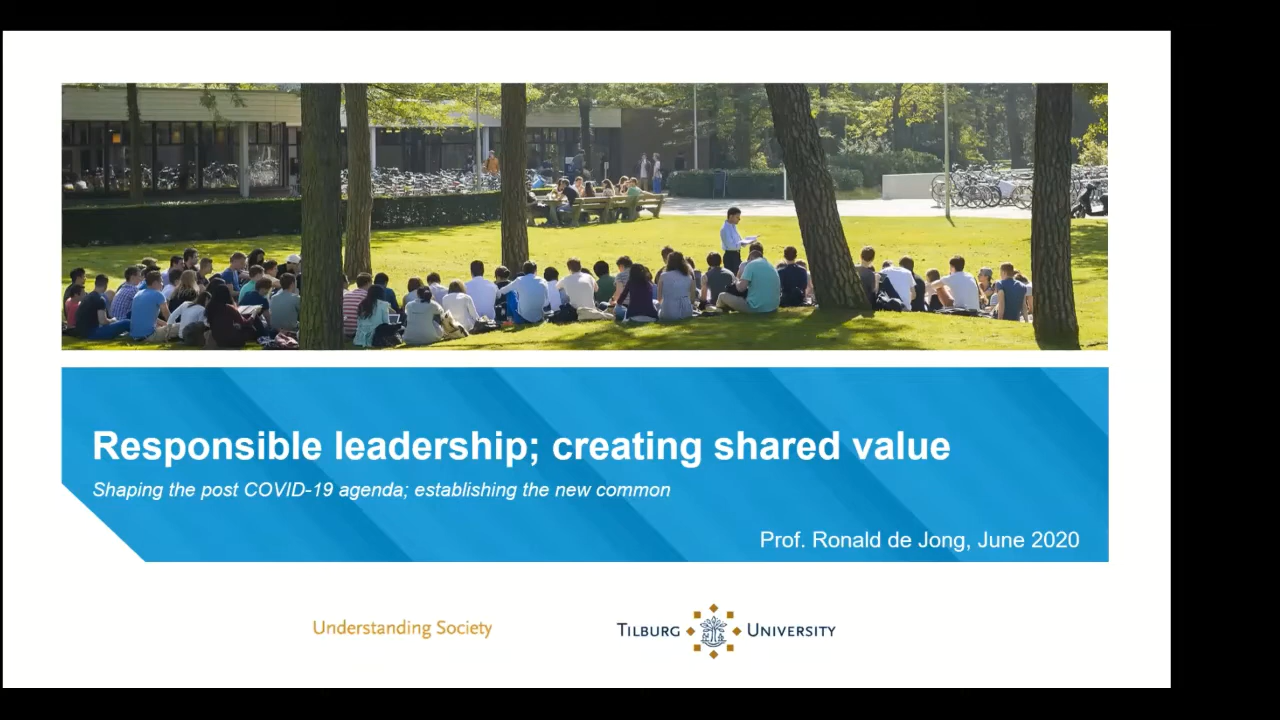 Responsible leadership; creating shared value
Shaping the post COVID-19 agenda; establishing the new common
Prof. Ronald de Jong, June 2020
Understanding Society
TILBURG UNIVERSITY